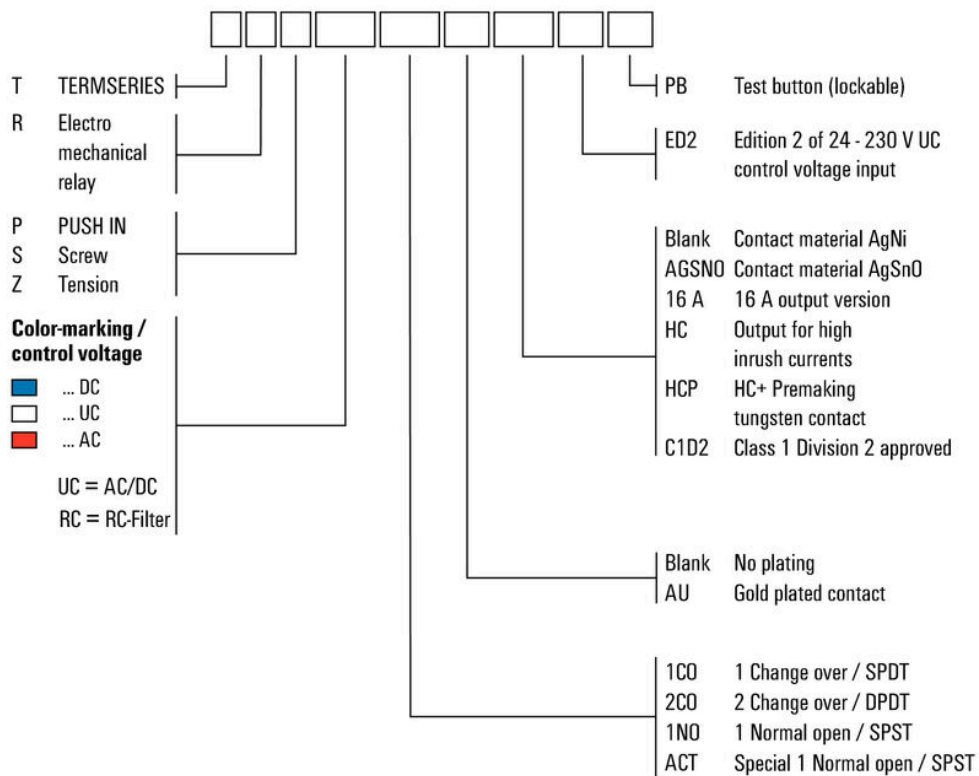 T TERMSERIES
R Electro
mechanical
relay
P PUSH IN
S Screw
Z Tension
Color-marking /
control voltage
... DC
... UC
... AC
UC = AC/DC
RC = RC-Filter
PB Test button (lockable)
ED2 Edition 2 of 24 - 230 V UC
control voltage input
Blank Contact material AgNi
AGSNO Contact material AgSnO
16 A 16 A output version
HC Output for high
inrush currents
HCP HC+ Premaking
tungsten contact
C1D2 Class 1 Division 2 approved
Blank No plating
AU Gold plated contact
1CO 1 Change over / SPDT
2CO 2 Change over / DPDT
1NO 1 Normal open / SPST
ACT Special 1 Normal open / SPST